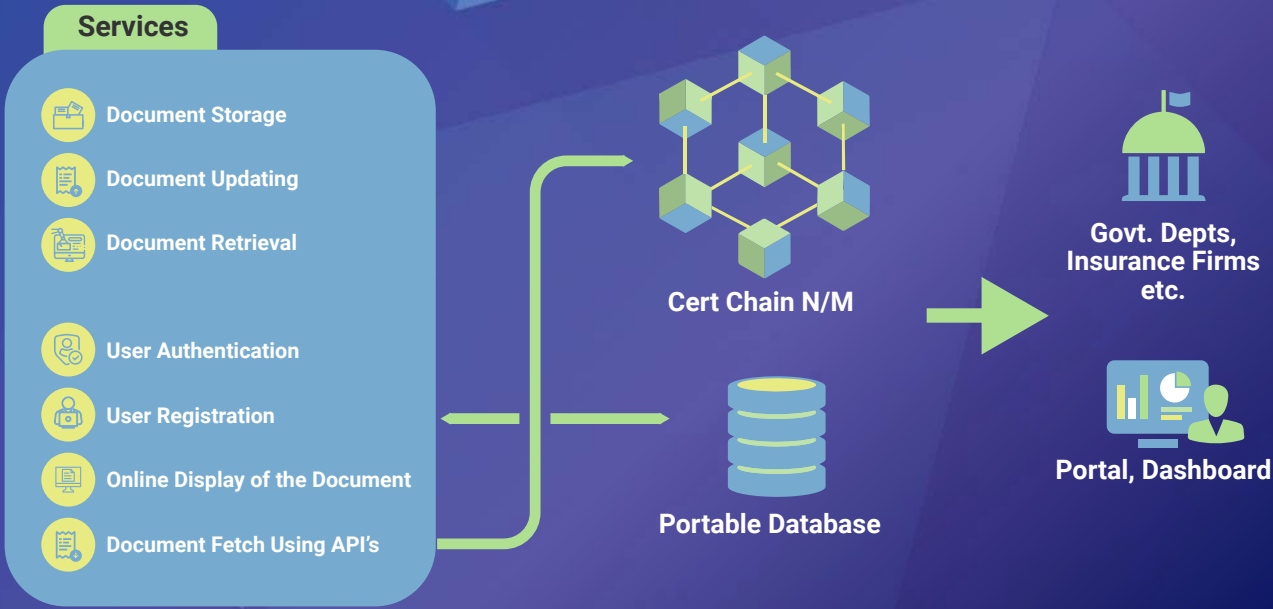 Services
Document Storage
Document Updating
Document Retrieval
User Authentication
User Registration
Online Display of the Document
Document Fetch Using API's
Cert Chain N/M
Portable Database
Govt. Depts,
Insurance Firms
etc.
Portal, Dashboard